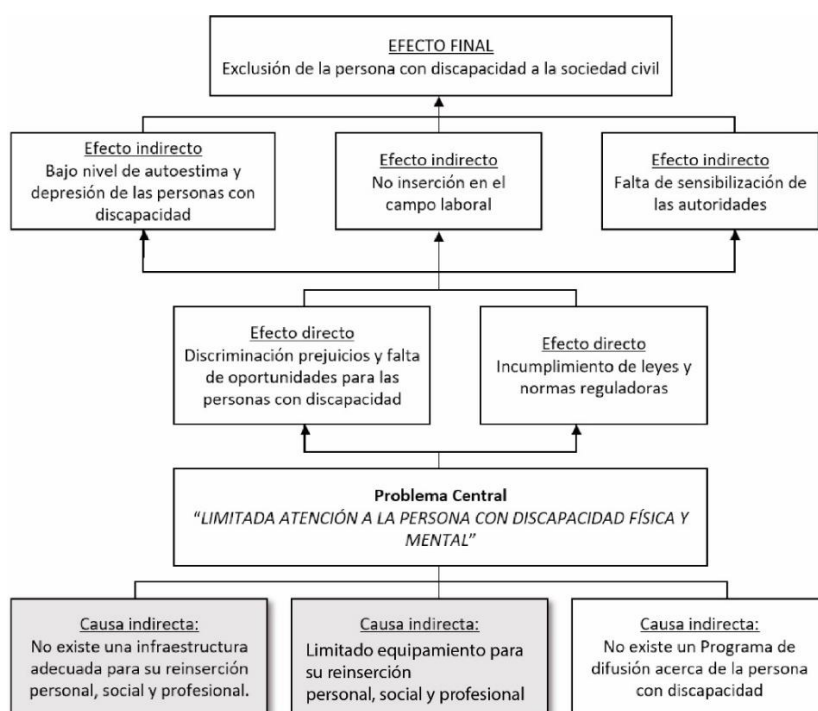 EFECTO FINAL
Exclusión de la persona con discapacidad a la sociedad civil
Efecto indirecto
Bajo nivel de autoestima y
depresión de las personas con
discapacidad
Efecto indirecto
No inserción en el
campo laboral
Efecto indirecto
Falta de sensibilización de
las autoridades
Efecto directo
Discriminación prejuicios y falta
de oportunidades para las
personas con discapacidad
Efecto directo
Incumplimiento de leyes y
normas reguladoras
Problema Central
“LIMITADA ATENCIÓN A LA PERSONA CON DISCAPACIDAD FÍSICA Y
MENTAL”
Causa indirecta:
No existe una infraestructura
adecuada para su reinserción
personal, social y profesional.
Causa indirecta:
Limitado equipamiento para
su reinserción
personal, social y profesional
Causa indirecta:
No existe un Programa de
difusión acerca de la persona
con discapacidad